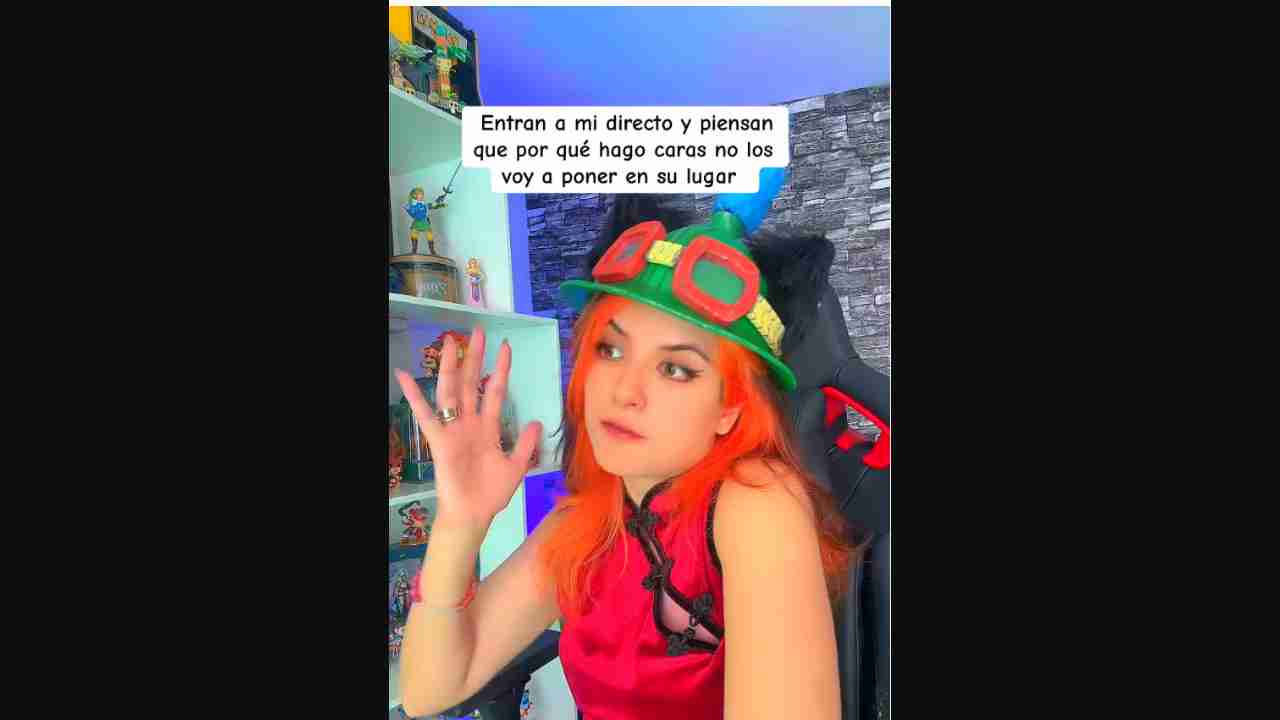 Entran a mi directo y piensan
que por qué hago caras no los
voy a poner en su lugar